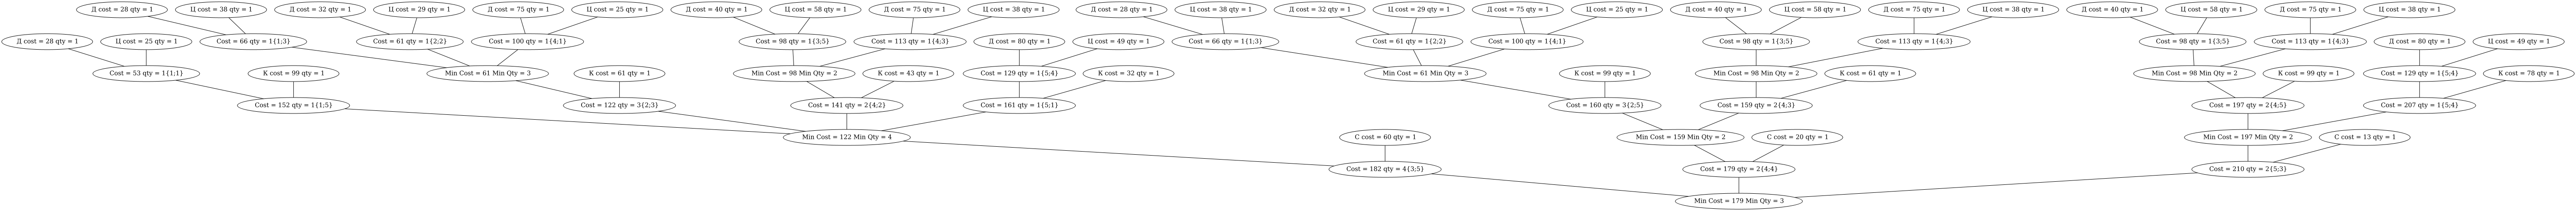 Д cost = 28 qty = 1
Ц cost = 38 qty = 1
Д cost = 32 qty = 1
Ц cost = 29 qty = 1
Д cost = 75 qty = 1
Ц cost = 25 qty = 1
Д cost = 40 qty = 1
Ц cost = 58 qty = 1
Д cost = 75 qty = 1
Ц cost = 38 qty = 1
Д cost = 28 qty = 1
Ц cost = 38 qty = 1
Д cost = 32 qty = 1
Ц cost = 29 qty = 1
Д cost = 75 qty = 1
Ц cost = 25 qty = 1
Д cost = 40 qty = 1
Ц cost = 58 qty = 1
Д cost = 75 qty = 1
Ц cost = 38 qty = 1
Д cost = 40 qty = 1
Ц cost = 58 qty = 1
Д cost = 75 qty = 1
Ц cost = 38 qty = 1
Д cost = 28 qty = 1
Ц cost = 25 qty = 1
Cost = 66 qty = 1{1;3}
Cost = 61 qty = 1{2;2}
Cost = 100 qty = 1{4;1}
Cost = 98 qty = 1{3;5}
Cost = 113 qty = 1{4;3}
Д cost = 80 qty = 1
Ц cost = 49 qty = 1
Cost = 66 qty = 1{1;3}
Cost = 61 qty = 1{2;2}
Cost = 100 qty = 1{4;1}
Cost = 98 qty = 1{3;5}
Cost = 113 qty = 1{4;3}
Cost = 98 qty = 1{3;5}
Cost = 113 qty = 1{4;3}
Д cost = 80 qty = 1
Ц cost = 49 qty = 1
Cost = 53 qty = 1{1;1}
К cost = 99 qty = 1
Min Cost = 61 Min Qty = 3
К cost = 61 qty = 1
Min Cost = 98 Min Qty = 2
К cost = 43 qty = 1
Cost = 129 qty = 1{5;4}
К cost = 32 qty = 1
Min Cost = 61 Min Qty = 3
К cost = 99 qty = 1
Min Cost = 98 Min Qty = 2
К cost = 61 qty = 1
Min Cost = 98 Min Qty = 2
К cost = 99 qty = 1
Cost = 129 qty = 1{5;4}
К cost = 78 qty = 1
Cost = 152 qty = 1{1;5}
Cost = 122 qty = 3{2;3}
Cost = 141 qty = 2{4;2}
Cost = 161 qty = 1{5;1}
Cost = 160 qty = 3{2;5}
Cost = 159 qty = 2{4;3}
Cost = 197 qty = 2{4;5}
Cost = 207 qty = 1{5;4}
Min Cost = 122 Min Qty = 4
С cost = 60 qty = 1
Min Cost = 159 Min Qty = 2
С cost = 20 qty = 1
Min Cost = 197 Min Qty = 2
С cost = 13 qty = 1
Cost = 182 qty = 4{3;5}
Cost = 179 qty = 2{4;4}
Cost = 210 qty = 2{5;3}
Min Cost = 179 Min Qty = 3